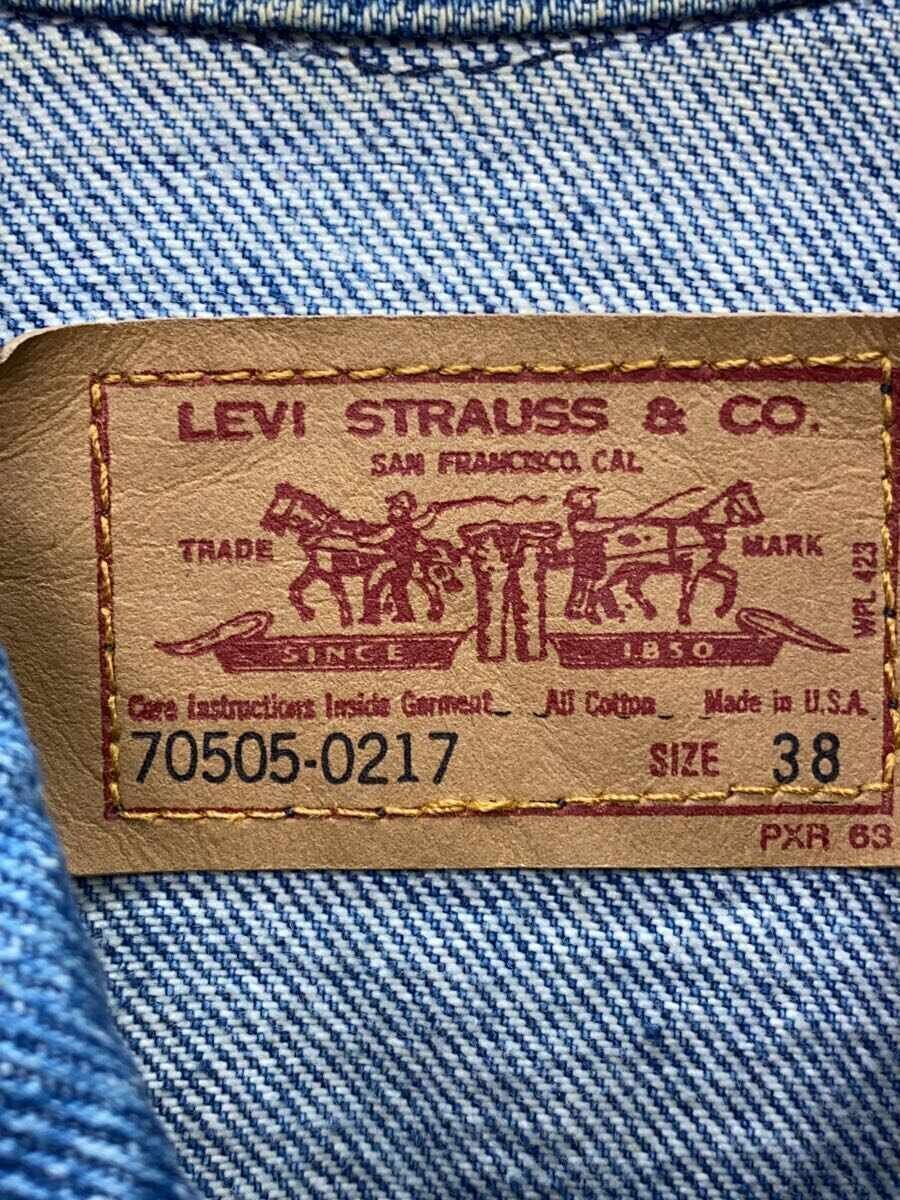 LEVI STRAUSS & CO.
SAN FRANCISCO. CAL
TRADE MARK
WPL 423
SINCE 1850
Care Instructions Inside Garment All Cotton Made in U.S.A.
70505-0217 SIZE 38
PXR 63